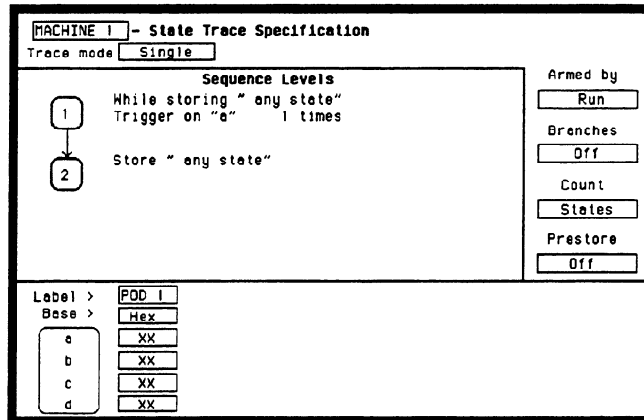 MACHINE 1 - State Trace Specification
Trace mode Single
Sequence Levels
1
While storing " any state"
Trigger on "a" 1 times
2
Store " any state"
Armed by
Run
Branches
Off
Count
States
Prestore
Off
Label > POD 1
Base > Hex
a XX
b XX
c XX
d XX